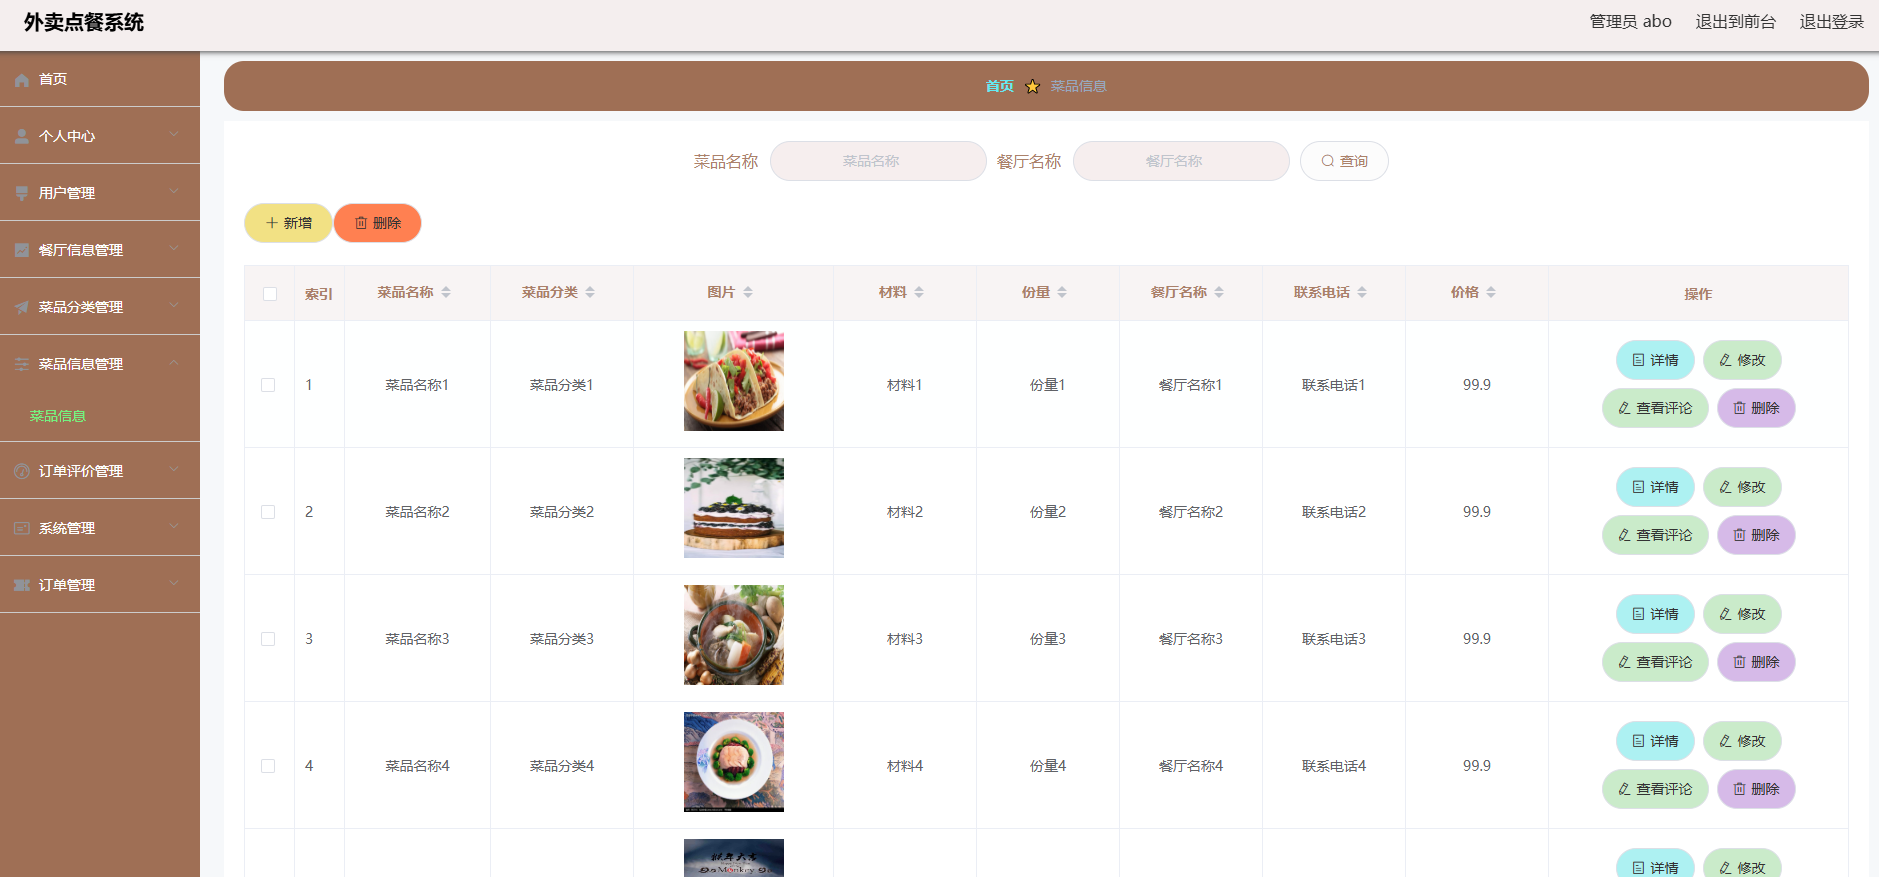 外卖点餐系统
管理员 abo 退出到前台 退出登录
首页
个人中心
用户管理
餐厅信息管理
菜品分类管理
菜品信息管理
菜品信息
订单评价管理
系统管理
订单管理
首页 菜品信息
菜品名称 菜品名称 餐厅名称 餐厅名称 查询
新增 删除
索引 菜品名称 菜品分类 图片 材料 份量 餐厅名称 联系电话 价格 操作
1 菜品名称1 菜品分类1 材料1 份量1 餐厅名称1 联系电话1 99.9 详情 修改
查看评论 删除
2 菜品名称2 菜品分类2 材料2 份量2 餐厅名称2 联系电话2 99.9 详情 修改
查看评论 删除
3 菜品名称3 菜品分类3 材料3 份量3 餐厅名称3 联系电话3 99.9 详情 修改
查看评论 删除
4 菜品名称4 菜品分类4 材料4 份量4 餐厅名称4 联系电话4 99.9 详情 修改
查看评论 删除
详情 修改